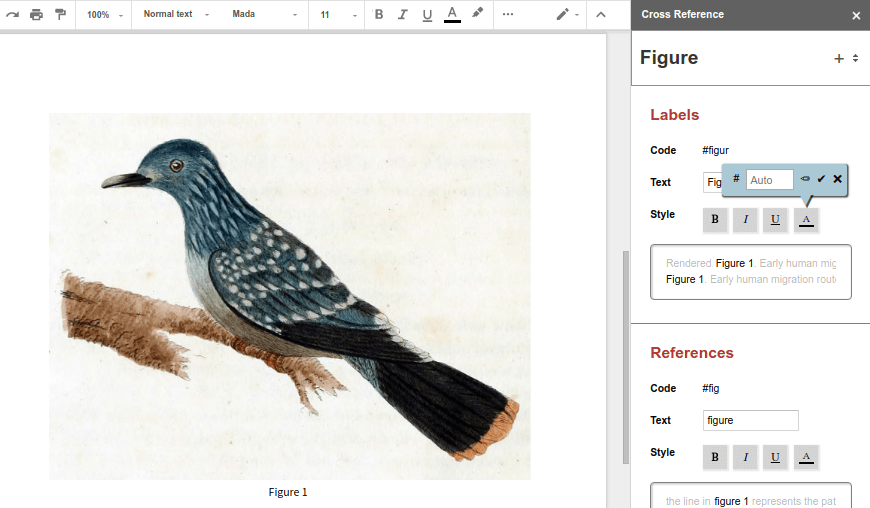 100% Normal text Mada 11 B I U A
Cross Reference
Figure
Labels
Code #figur
Text Fig
# Auto
Style B I U A
Rendered Figure 1. Early human mig
Figure 1. Early human migration rout
References
Code #fig
Text figure
Style B I U A
the line in figure 1 represents the pat
Figure 1